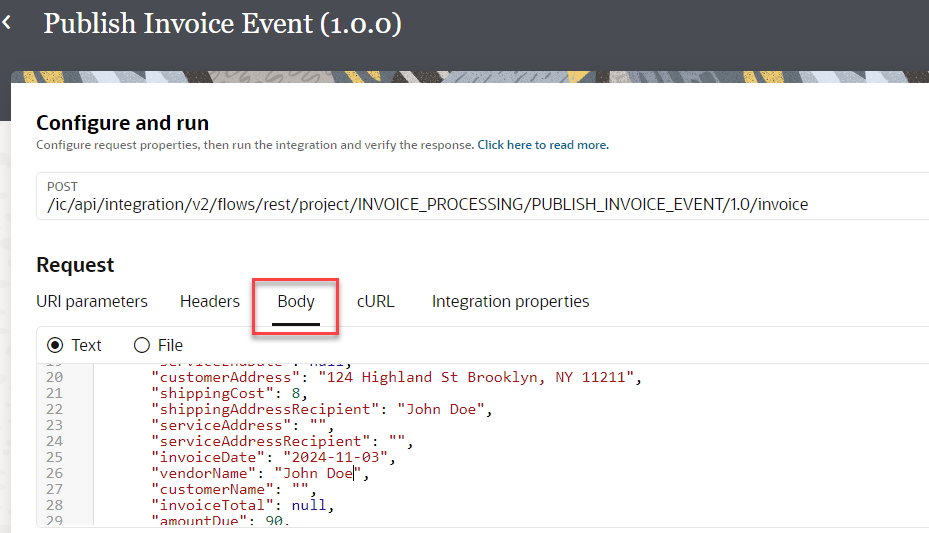 Publish Invoice Event (1.0.0)
Configure and run
Configure request properties, then run the integration and verify the response. Click here to read more.
POST
/ic/api/integration/v2/flows/rest/project/INVOICE_PROCESSING/PUBLISH_INVOICE_EVENT/1.0/invoice
Request
URI parameters Headers Body cURL Integration properties
Text File
19 "serviceEndDate": null,
20 "customerAddress": "124 Highland St Brooklyn, NY 11211",
21 "shippingCost": 8,
22 "shippingAddressRecipient": "John Doe",
23 "serviceAddress": "",
24 "serviceAddressRecipient": "",
25 "invoiceDate": "2024-11-03",
26 "vendorName": "John Doe",
27 "customerName": "",
28 "invoiceTotal": null,
29 "amountDue": 90,